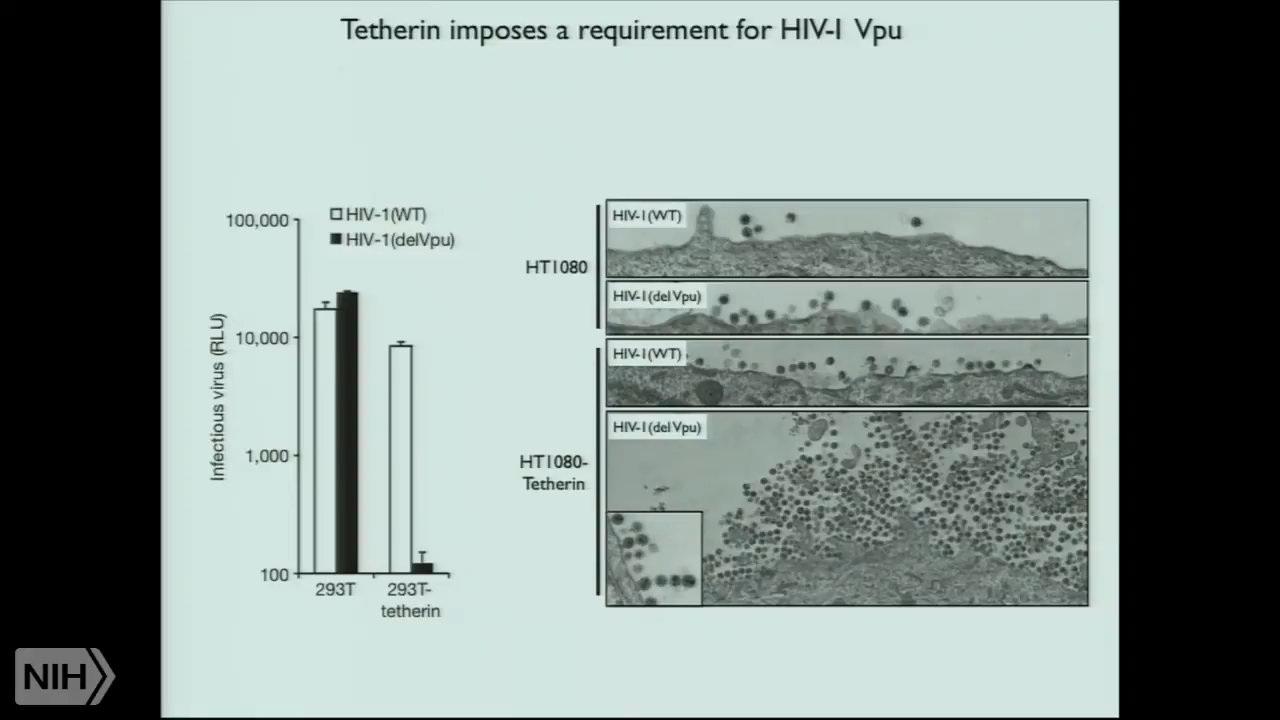 Tetherin imposes a requirement for HIV-1 Vpu
100,000
10,000
1,000
100
Infectious virus (RLU)
HIV-1(WT)
HIV-1(delVpu)
293T
293T-
tetherin
HT1080
HIV-1(WT)
HIV-1(delVpu)
HT1080-
Tetherin
HIV-1(WT)
HIV-1(delVpu)
NIH